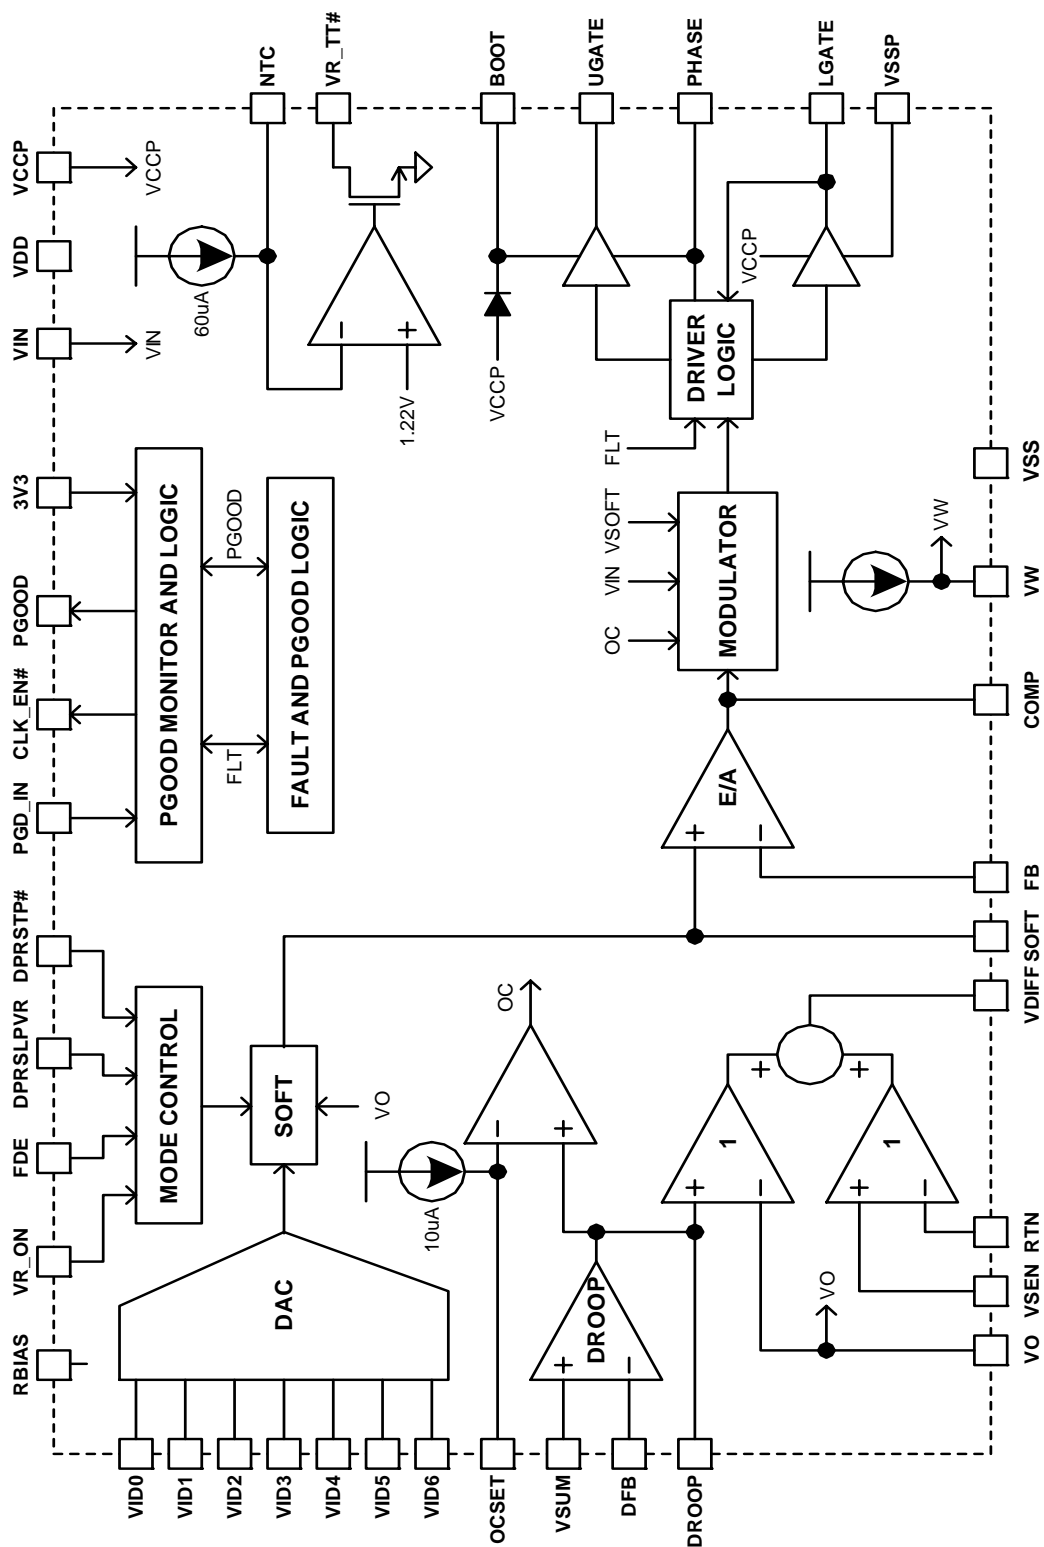 RBIAS
VR_ON
FDE
DPRSLPVR
DPRSTP#
PGD_IN
CLK_EN#
PGOOD
3V3
VIN
VDD
VCCP
VIN
VCCP
MODE CONTROL
PGOOD MONITOR AND LOGIC
FLT
PGOOD
FAULT AND PGOOD LOGIC
60uA
NTC
VR_TT#
1.22V
VID0
VID1
VID2
VID3
VID4
VID5
VID6
DAC
SOFT
VO
10uA
OC
OCSET
VSUM
DFB
DROOP
DROOP
VCCP
BOOT
UGATE
PHASE
LGATE
VSSP
FLT
DRIVER
LOGIC
VCCP
OC
VIN
VSOFT
MODULATOR
E/A
1
1
VO
VW
VO
VSEN
RTN
VDIFF
SOFT
FB
COMP
VW
VSS